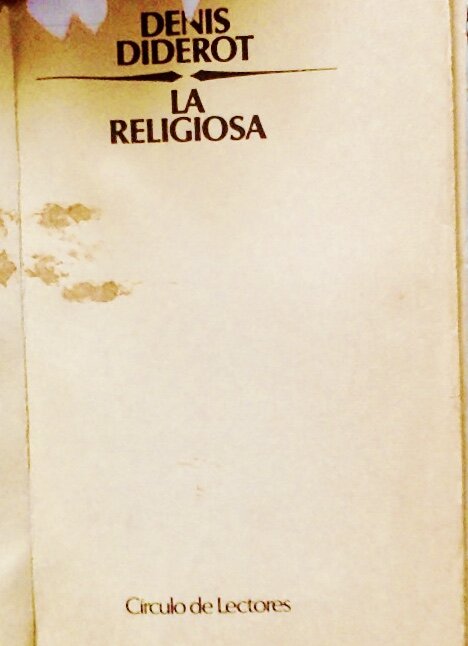 DENIS
DIDEROT
LA
RELIGIOSA
Círculo de Lectores